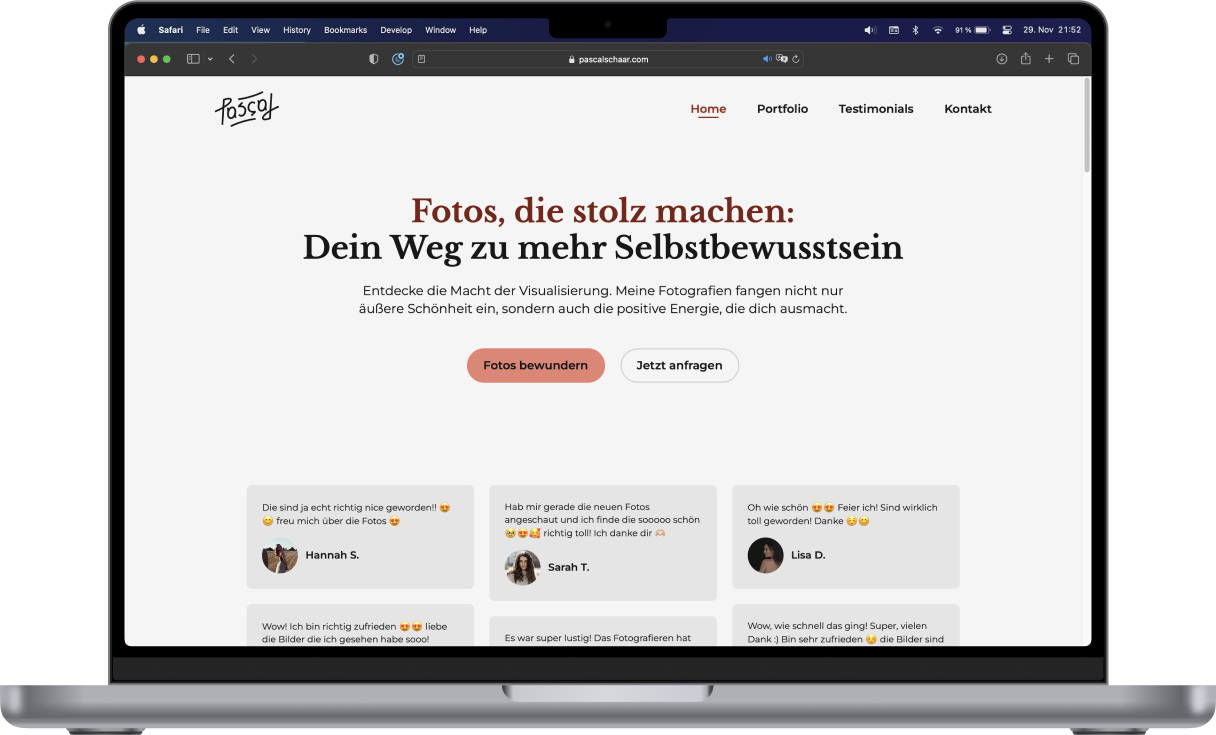 Safari File Edit View History Bookmarks Develop Window Help 91 % 29. Nov 21:52
pascalschaar.com
Pascal
Home Portfolio Testimonials Kontakt
Fotos, die stolz machen:
Dein Weg zu mehr Selbstbewusstsein
Entdecke die Macht der Visualisierung. Meine Fotografien fangen nicht nur
äußere Schönheit ein, sondern auch die positive Energie, die dich ausmacht.
Fotos bewundern Jetzt anfragen
Die sind ja echt richtig nice geworden!! 😍
😊 freu mich über die Fotos 😍
Hannah S.
Hab mir gerade die neuen Fotos
angeschaut und ich finde die sooooo schön
🥹😍🥰 richtig toll! Ich danke dir 🫶🏻
Sarah T.
Oh wie schön 😍😍 Feier ich! Sind wirklich
toll geworden! Danke ☺️😊
Lisa D.
Wow! Ich bin richtig zufrieden 😍😍 liebe
die Bilder die ich gesehen habe sooo!
Es war super lustig! Das Fotografieren hat
Wow, wie schnell das ging! Super, vielen
Dank :) Bin sehr zufrieden ☺️ die Bilder sind